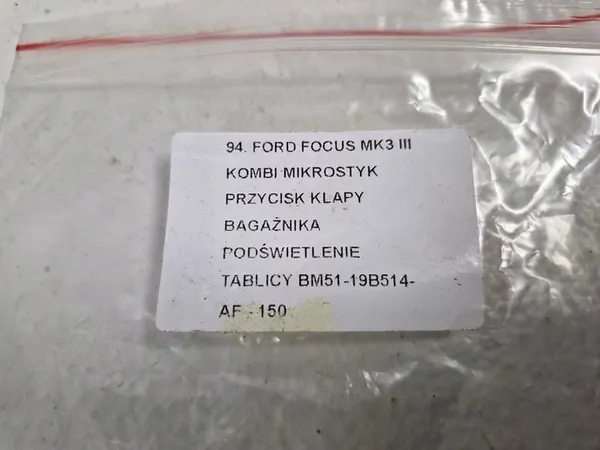 94. FORD FOCUS MK3 III
KOMBI MIKROSTYK
PRZYCISK KLAPY
BAGAŻNIKA
PODŚWIETLENIE
TABLICY BM51-19B514-
AF - 150